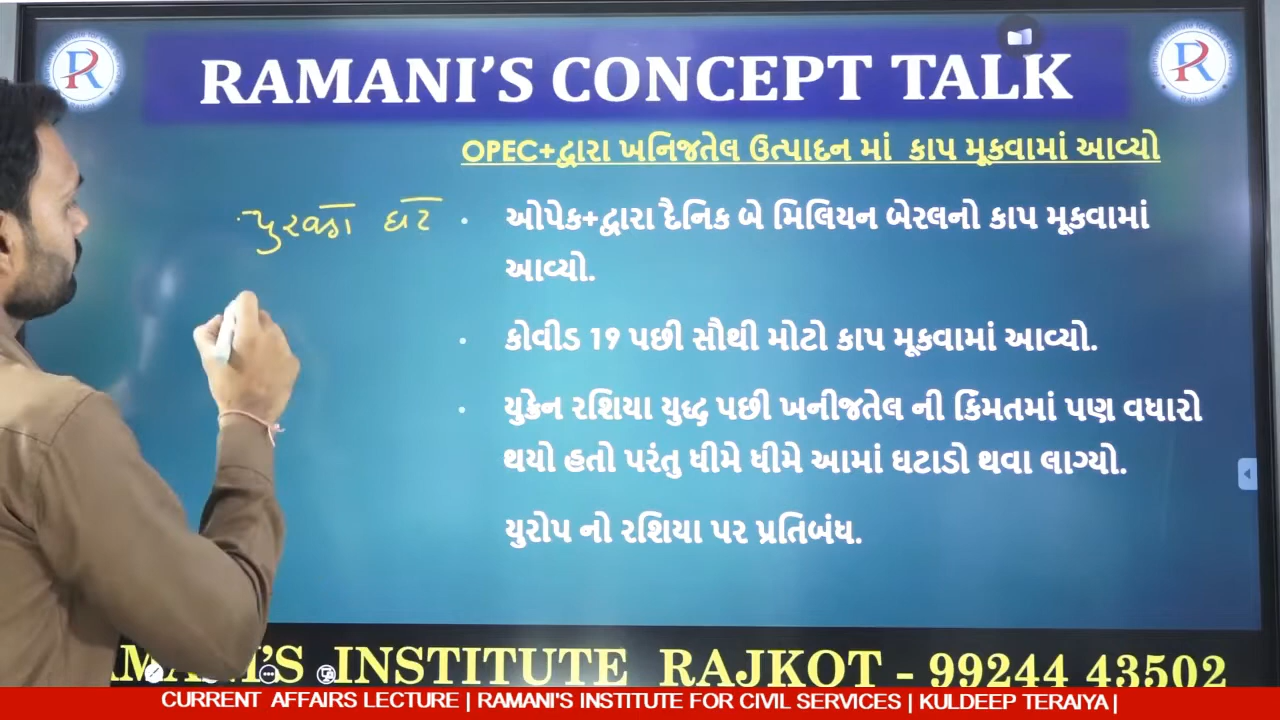 RAMANI'S CONCEPT TALK
OPEC+દ્વારા ખનિજતેલ ઉત્પાદન માં કાપ મૂકવામાં આવ્યો
પુરવઠા ઘટ
ઓપેક+દ્વારા દૈનિક બે મિલિયન બેરલનો કાપ મૂકવામાં
આવ્યો.
કોવીડ 19 પછી સૌથી મોટો કાપ મૂકવામાં આવ્યો.
યુક્રેન રશિયા યુદ્ધ પછી ખનીજતેલ ની કિંમતમાં પણ વધારો
થયો હતો પરંતુ ધીમે ધીમે આમાં ઘટાડો થવા લાગ્યો.
યુરોપ નો રશિયા પર પ્રતિબંધ.
INSTITUTE RAJKOT - 99244 43502
CURRENT AFFAIRS LECTURE | RAMANI'S INSTITUTE FOR CIVIL SERVICES | KULDEEP TERAIYA |